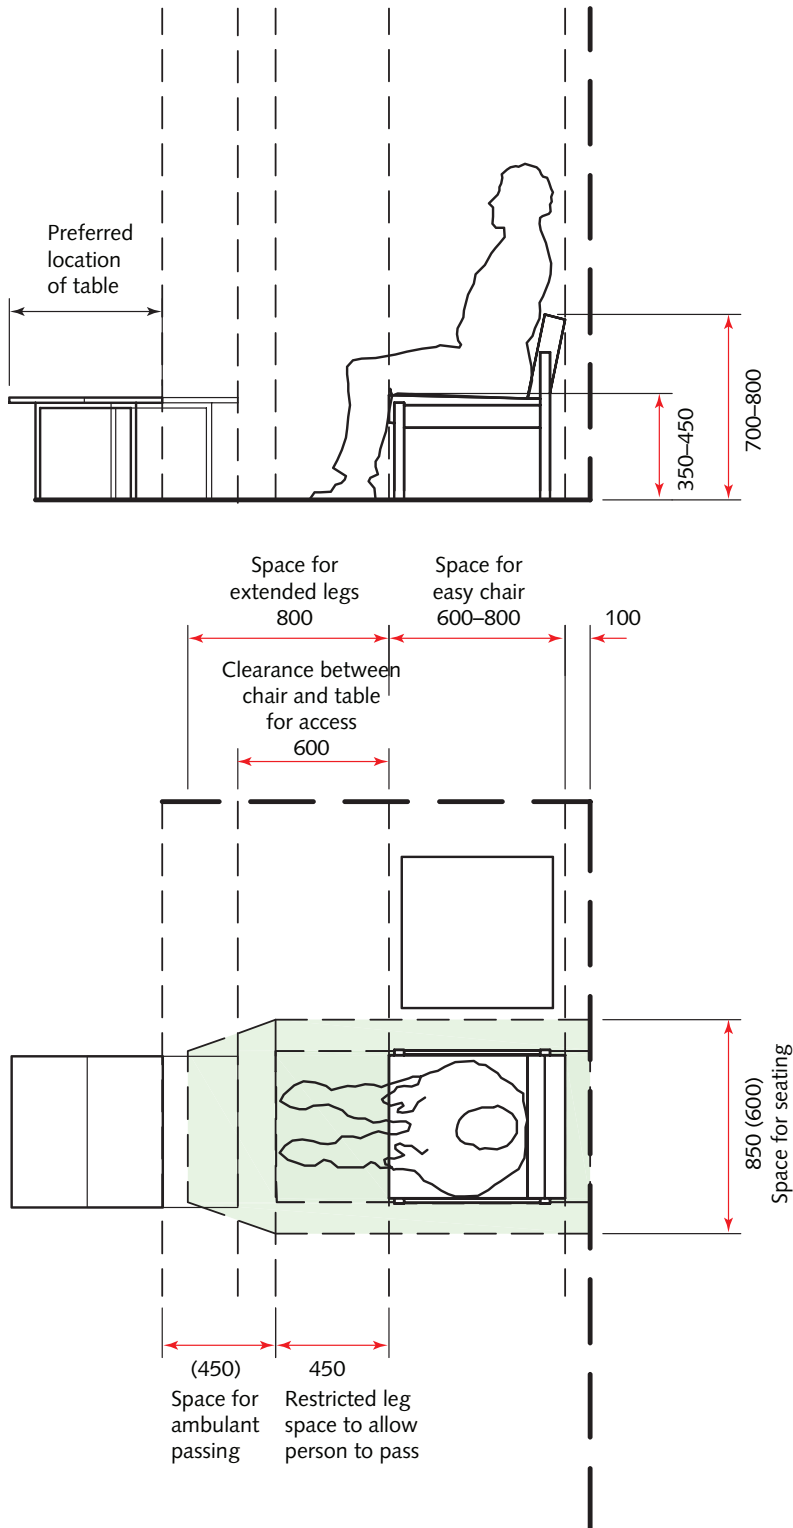 Preferred
location
of table
350–450
700–800
Space for
extended legs
800
Space for
easy chair
600–800
100
Clearance between
chair and table
for access
600
850 (600)
Space for seating
(450)
Space for
ambulant
passing
450
Restricted leg
space to allow
person to pass